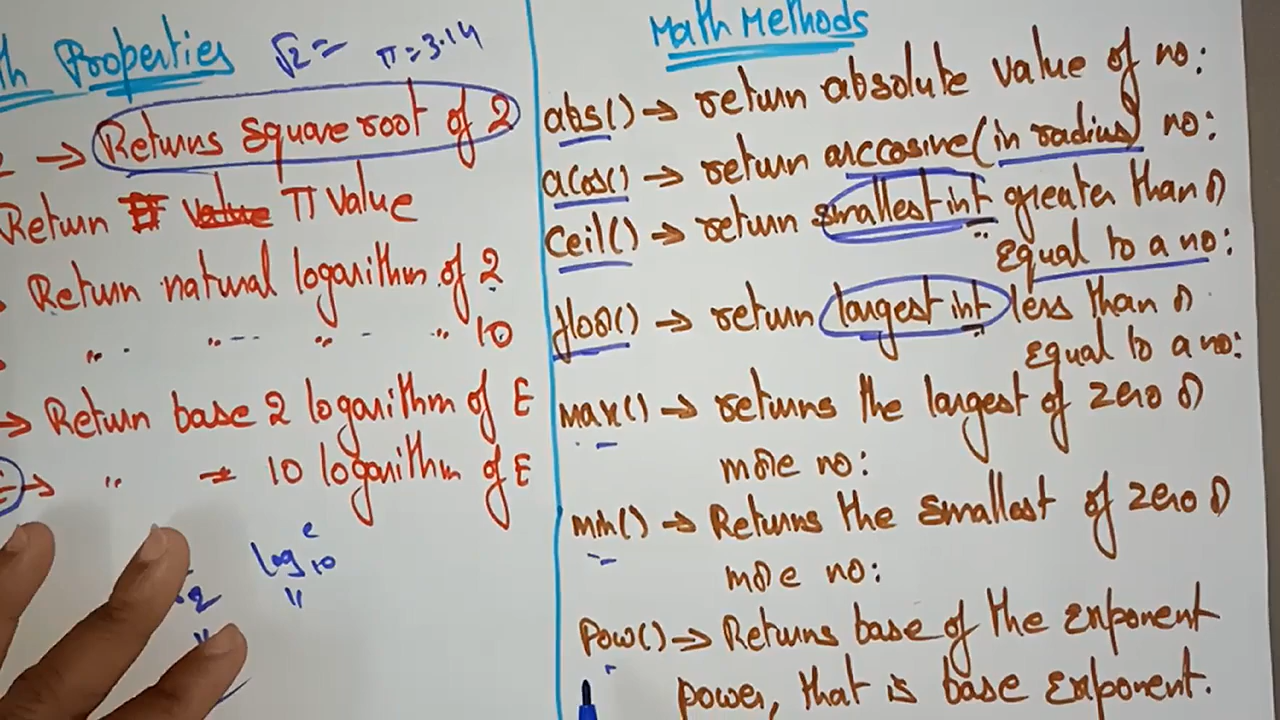 Properties √2 = π=3.14
→ Returns Square root of 2
Return π Value
Return natural logarithm of 2
" " " " 10
→ Return base 2 logarithm of E
→ " 10 logarithm of E
log e 10
"
Math Methods
abs() → return absolute value of no:
acos() → return arccosine (in radius) no:
Ceil() → return smallest int greater than or
equal to a no:
floor() → return largest int less than or
equal to a no:
max() → returns the largest of zero or
more no:
min() → Returns the smallest of zero or
more no:
Pow() → Returns base of the exponent
power, that is base exponent.